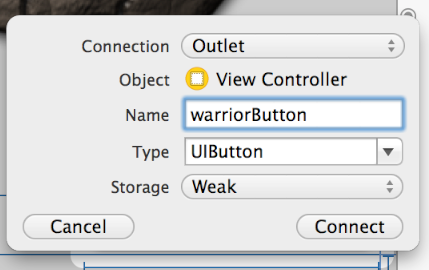 Connection Outlet
Object View Controller
Name warriorButton
Type UIButton
Storage Weak
Cancel Connect